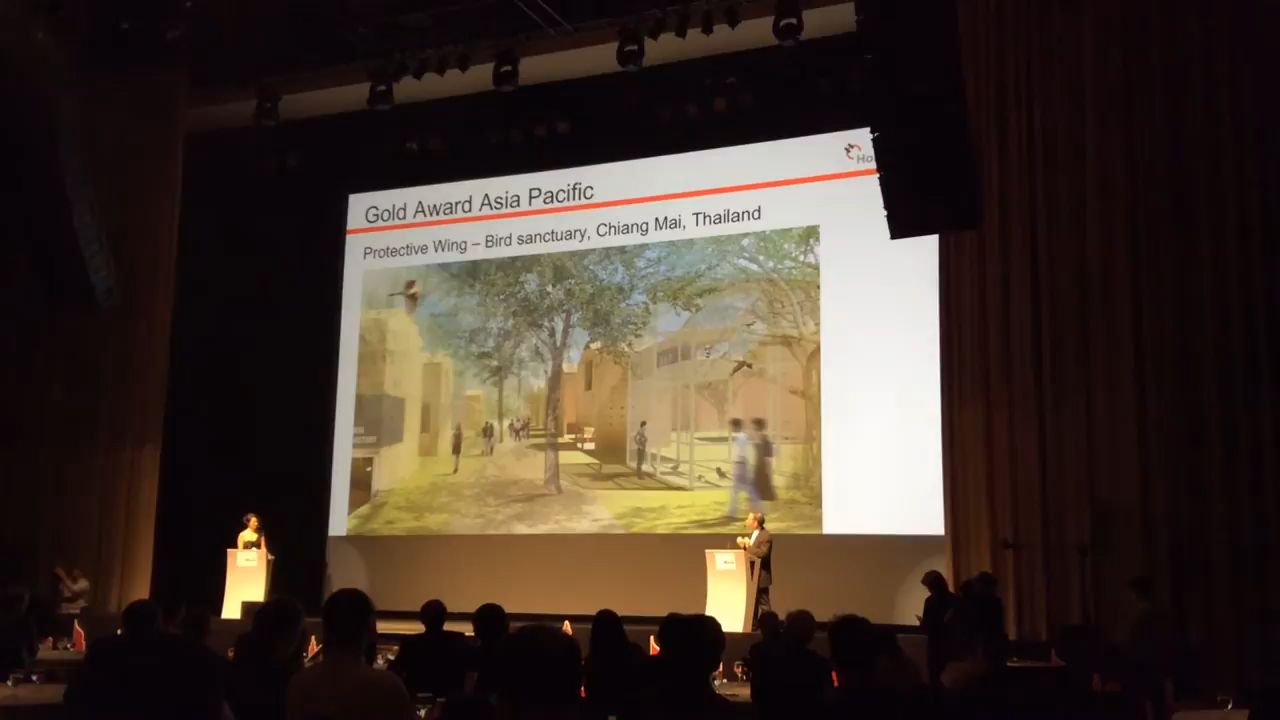 Gold Award Asia Pacific
Protective Wing – Bird sanctuary, Chiang Mai, Thailand